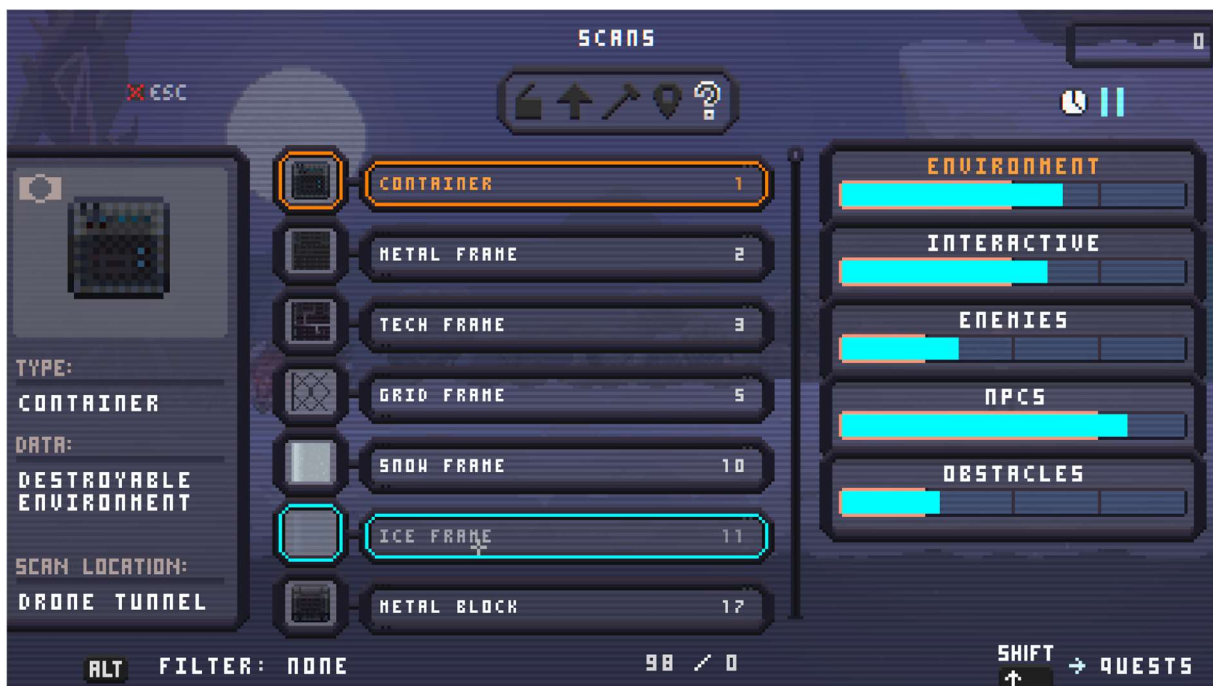 SCANS
0
ESC
?
CONTAINER 1
METAL FRAME 2
TECH FRAME 3
GRID FRAME 5
SNOW FRAME 10
ICE FRAME 11
METAL BLOCK 17
TYPE:
CONTAINER
DATA:
DESTROYABLE
ENVIRONMENT
SCAN LOCATION:
DRONE TUNNEL
ENVIRONMENT
INTERACTIVE
ENEMIES
NPCS
OBSTACLES
ALT FILTER: NONE
98 / 0
SHIFT
↑ → QUESTS